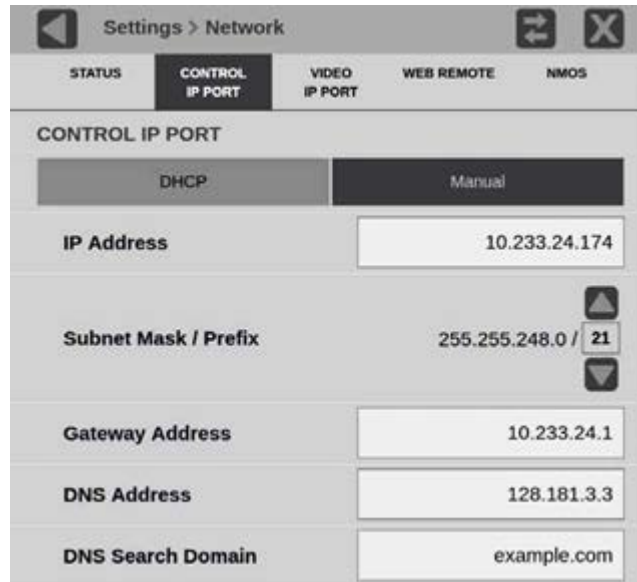 Settings > Network
STATUS
CONTROL IP PORT
VIDEO IP PORT
WEB REMOTE
NMOS
CONTROL IP PORT
DHCP
Manual
IP Address
10.233.24.174
Subnet Mask / Prefix
255.255.248.0 / 21
Gateway Address
10.233.24.1
DNS Address
128.181.3.3
DNS Search Domain
example.com